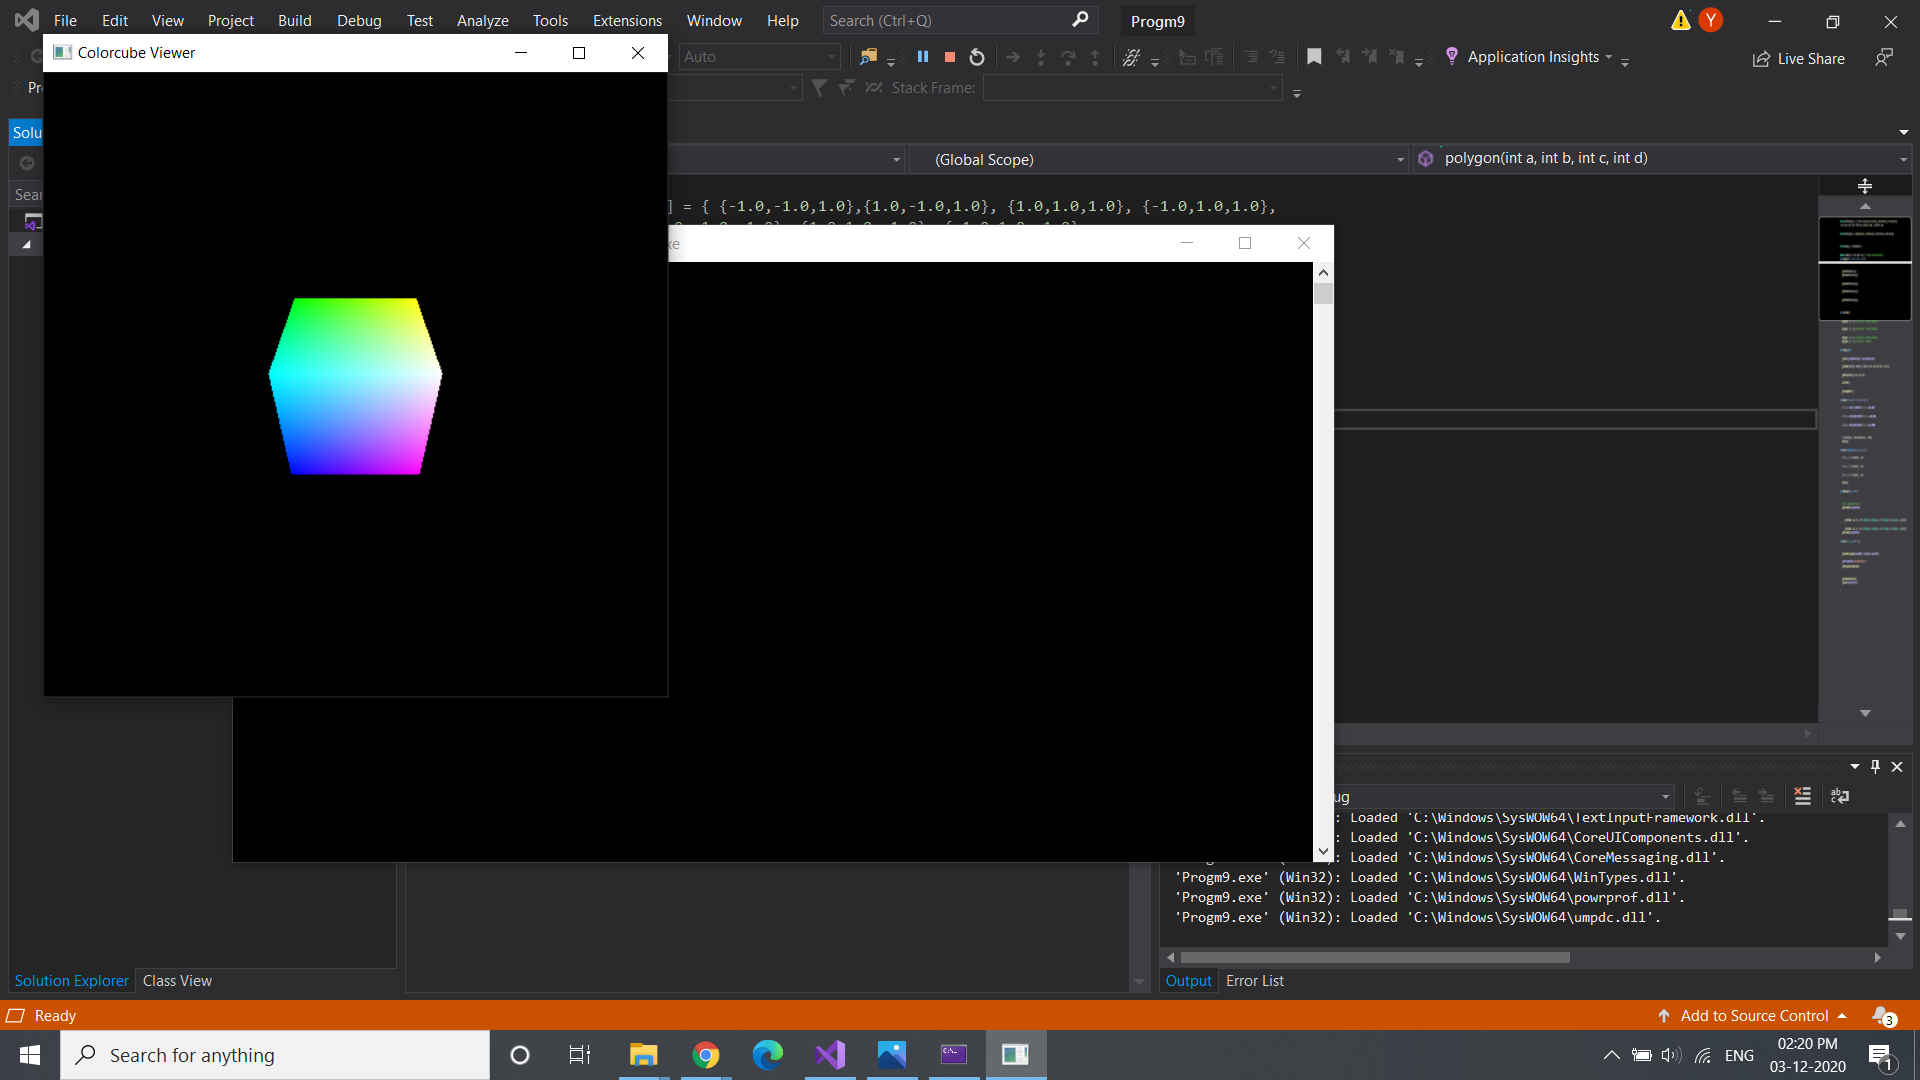 File Edit View Project Build Debug Test Analyze Tools Extensions Window Help Search (Ctrl+Q) Progm9 Y
Colorcube Viewer
Auto Application Insights Live Share
Stack Frame:
Solu
(Global Scope) polygon(int a, int b, int c, int d)
Sear
] = { {-1.0,-1.0,1.0},{1.0,-1.0,1.0}, {1.0,1.0,1.0}, {-1.0,1.0,1.0},
xe
ug
: Loaded 'C:\Windows\SysWOW64\TextInputFramework.dll'.
: Loaded 'C:\Windows\SysWOW64\CoreUIComponents.dll'.
: Loaded 'C:\Windows\SysWOW64\CoreMessaging.dll'.
'Progm9.exe' (Win32): Loaded 'C:\Windows\SysWOW64\WinTypes.dll'.
'Progm9.exe' (Win32): Loaded 'C:\Windows\SysWOW64\powrprof.dll'.
'Progm9.exe' (Win32): Loaded 'C:\Windows\SysWOW64\umpdc.dll'.
Solution Explorer Class View Output Error List
Ready Add to Source Control 3
Search for anything ENG 02:20 PM
03-12-2020 1